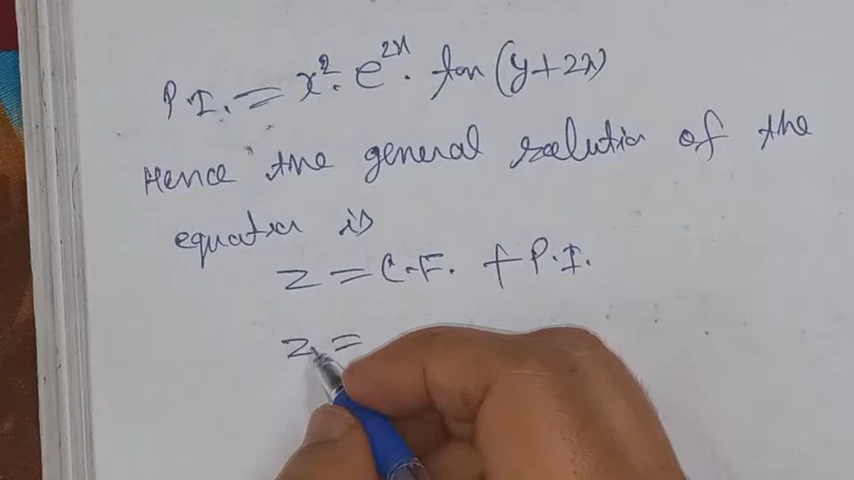 P.I. = x². e^2x. tan (y+2x)
Hence the general solution of the
equation is
z = C.F. + P.I.
z =